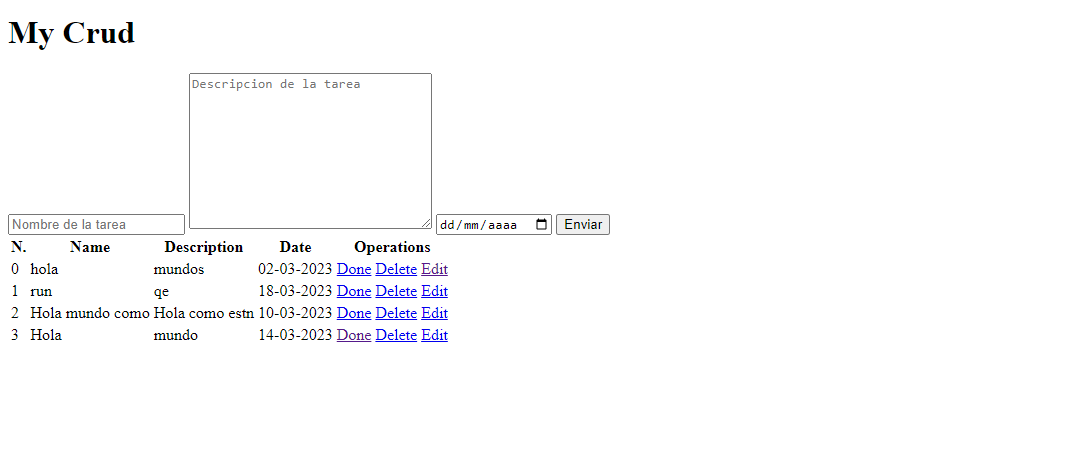 My Crud
Descripcion de la tarea
Nombre de la tarea dd/mm/aaaa Enviar
N. Name Description Date Operations
0 hola mundos 02-03-2023 Done Delete Edit
1 run qe 18-03-2023 Done Delete Edit
2 Hola mundo como Hola como estn 10-03-2023 Done Delete Edit
3 Hola mundo 14-03-2023 Done Delete Edit